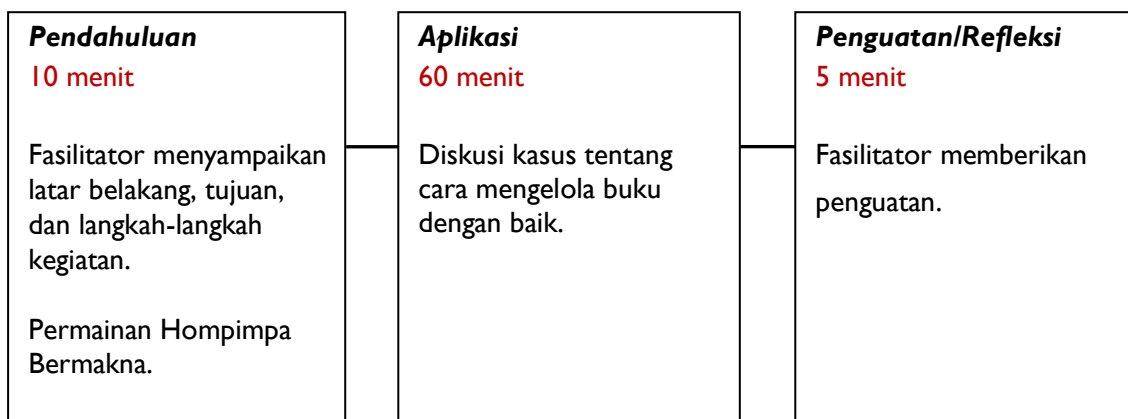 Pendahuluan
10 menit
Fasilitator menyampaikan
latar belakang, tujuan,
dan langkah-langkah
kegiatan.
Permainan Hompimpa
Bermakna.
Aplikasi
60 menit
Diskusi kasus tentang
cara mengelola buku
dengan baik.
Penguatan/Refleksi
5 menit
Fasilitator memberikan
penguatan.